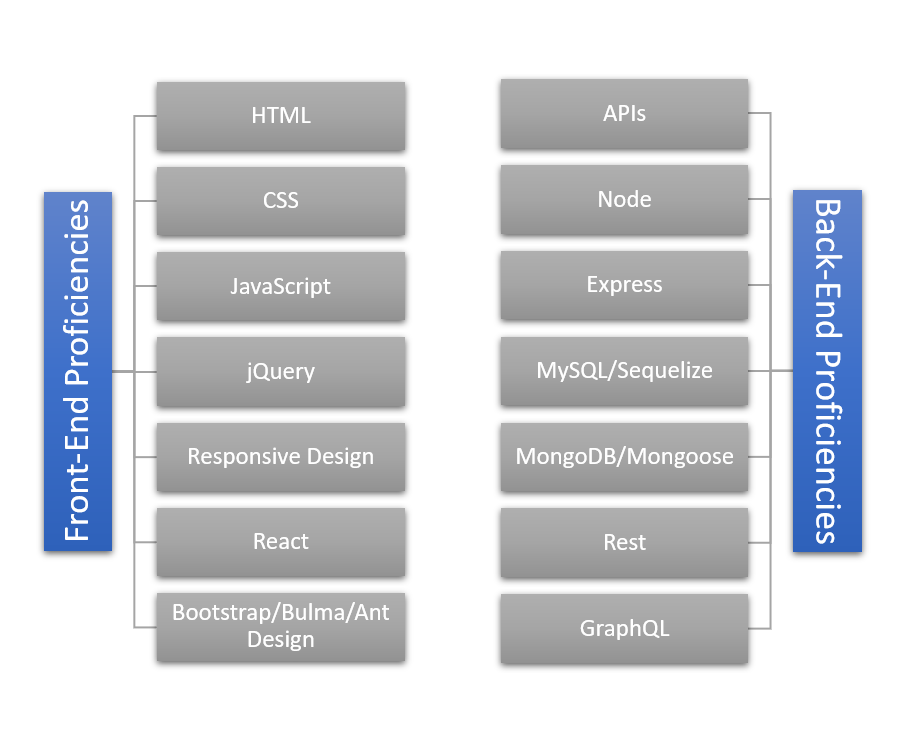 Front-End Proficiencies
HTML
CSS
JavaScript
jQuery
Responsive Design
React
Bootstrap/Bulma/Ant
Design
Back-End Proficiencies
APIs
Node
Express
MySQL/Sequelize
MongoDB/Mongoose
Rest
GraphQL